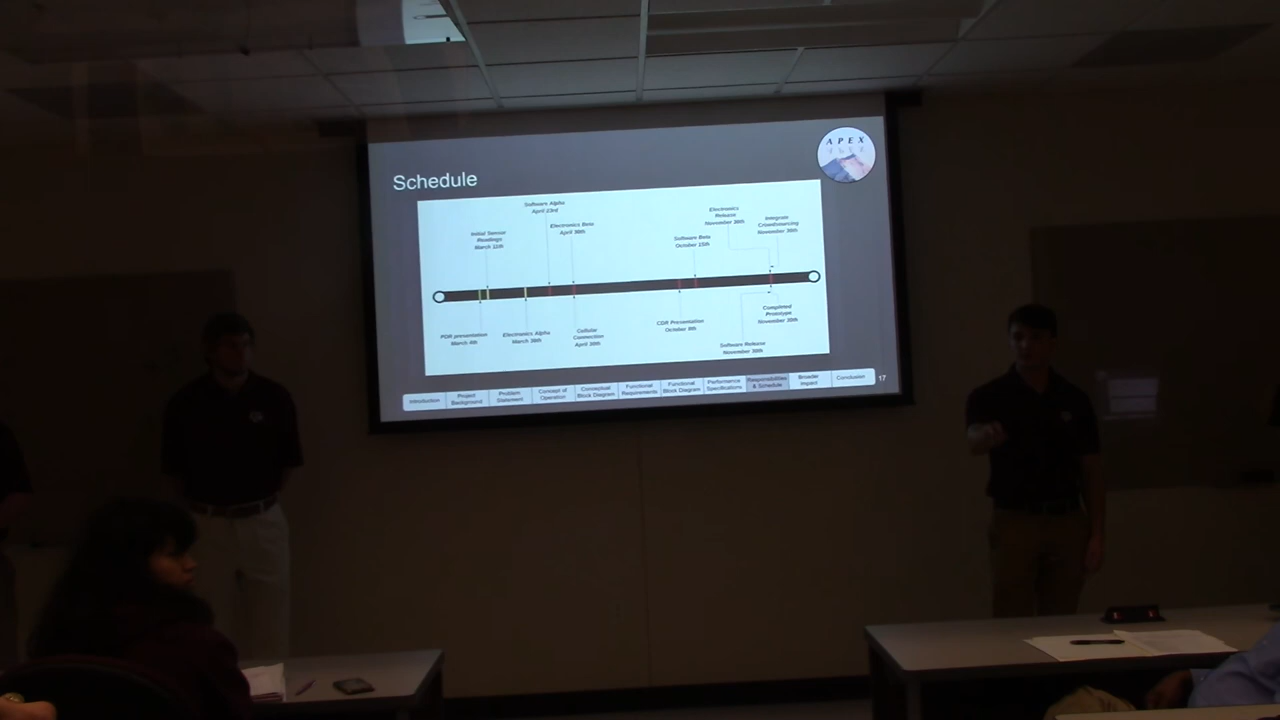 APEX
Schedule
Software Alpha
April 23rd
Electronics Beta
April 30th
Initial Sensor
Readings
March 11th
Electronics
Release
November 30th
Integrate
Crowdsourcing
November 30th
Software Beta
October 15th
PDR presentation
March 4th
Electronics Alpha
March 30th
Cellular
Connection
April 30th
CDR Presentation
October 8th
Completed
Prototype
November 30th
Software Release
November 30th
Introduction
Project
Background
Problem
Statement
Concept of
Operation
Conceptual
Block Diagram
Functional
Requirements
Functional
Block Diagram
Performance
Specifications
Responsibilities
& Schedule
Broader
Impact
Conclusion
17